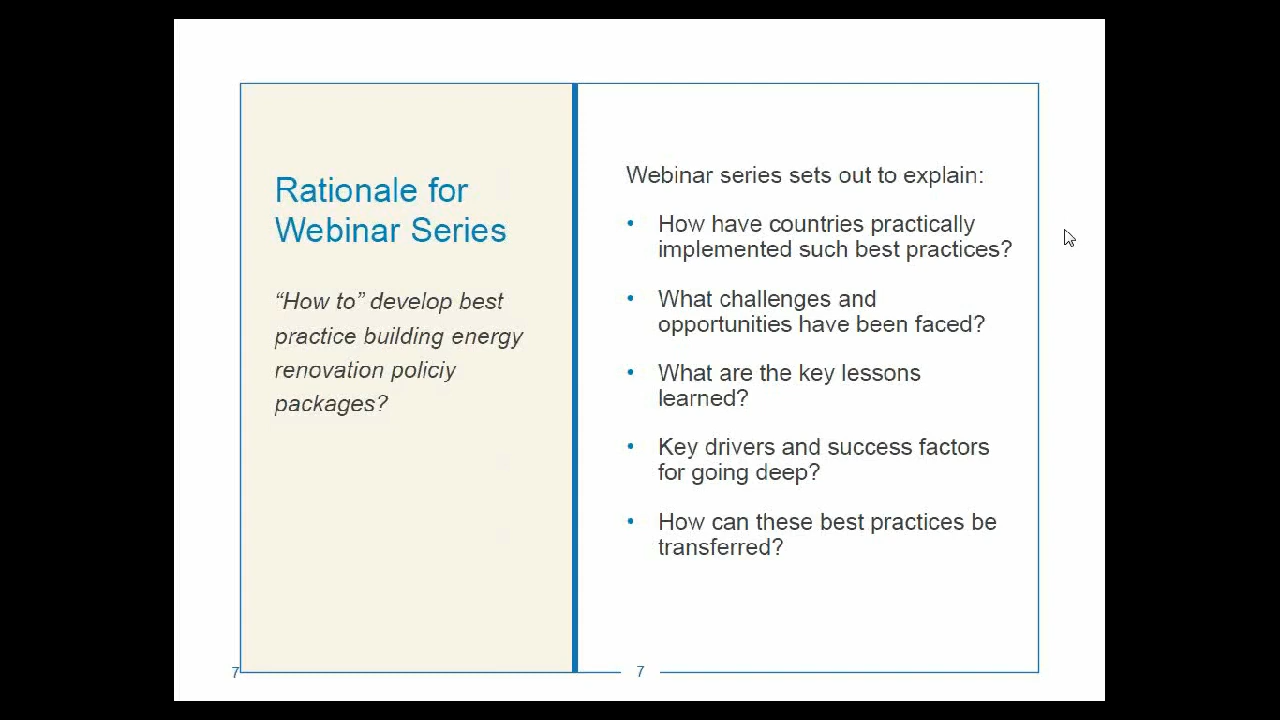 Rationale for
Webinar Series
“How to” develop best
practice building energy
renovation policiy
packages?
Webinar series sets out to explain:
• How have countries practically
implemented such best practices?
• What challenges and
opportunities have been faced?
• What are the key lessons
learned?
• Key drivers and success factors
for going deep?
• How can these best practices be
transferred?
7
7